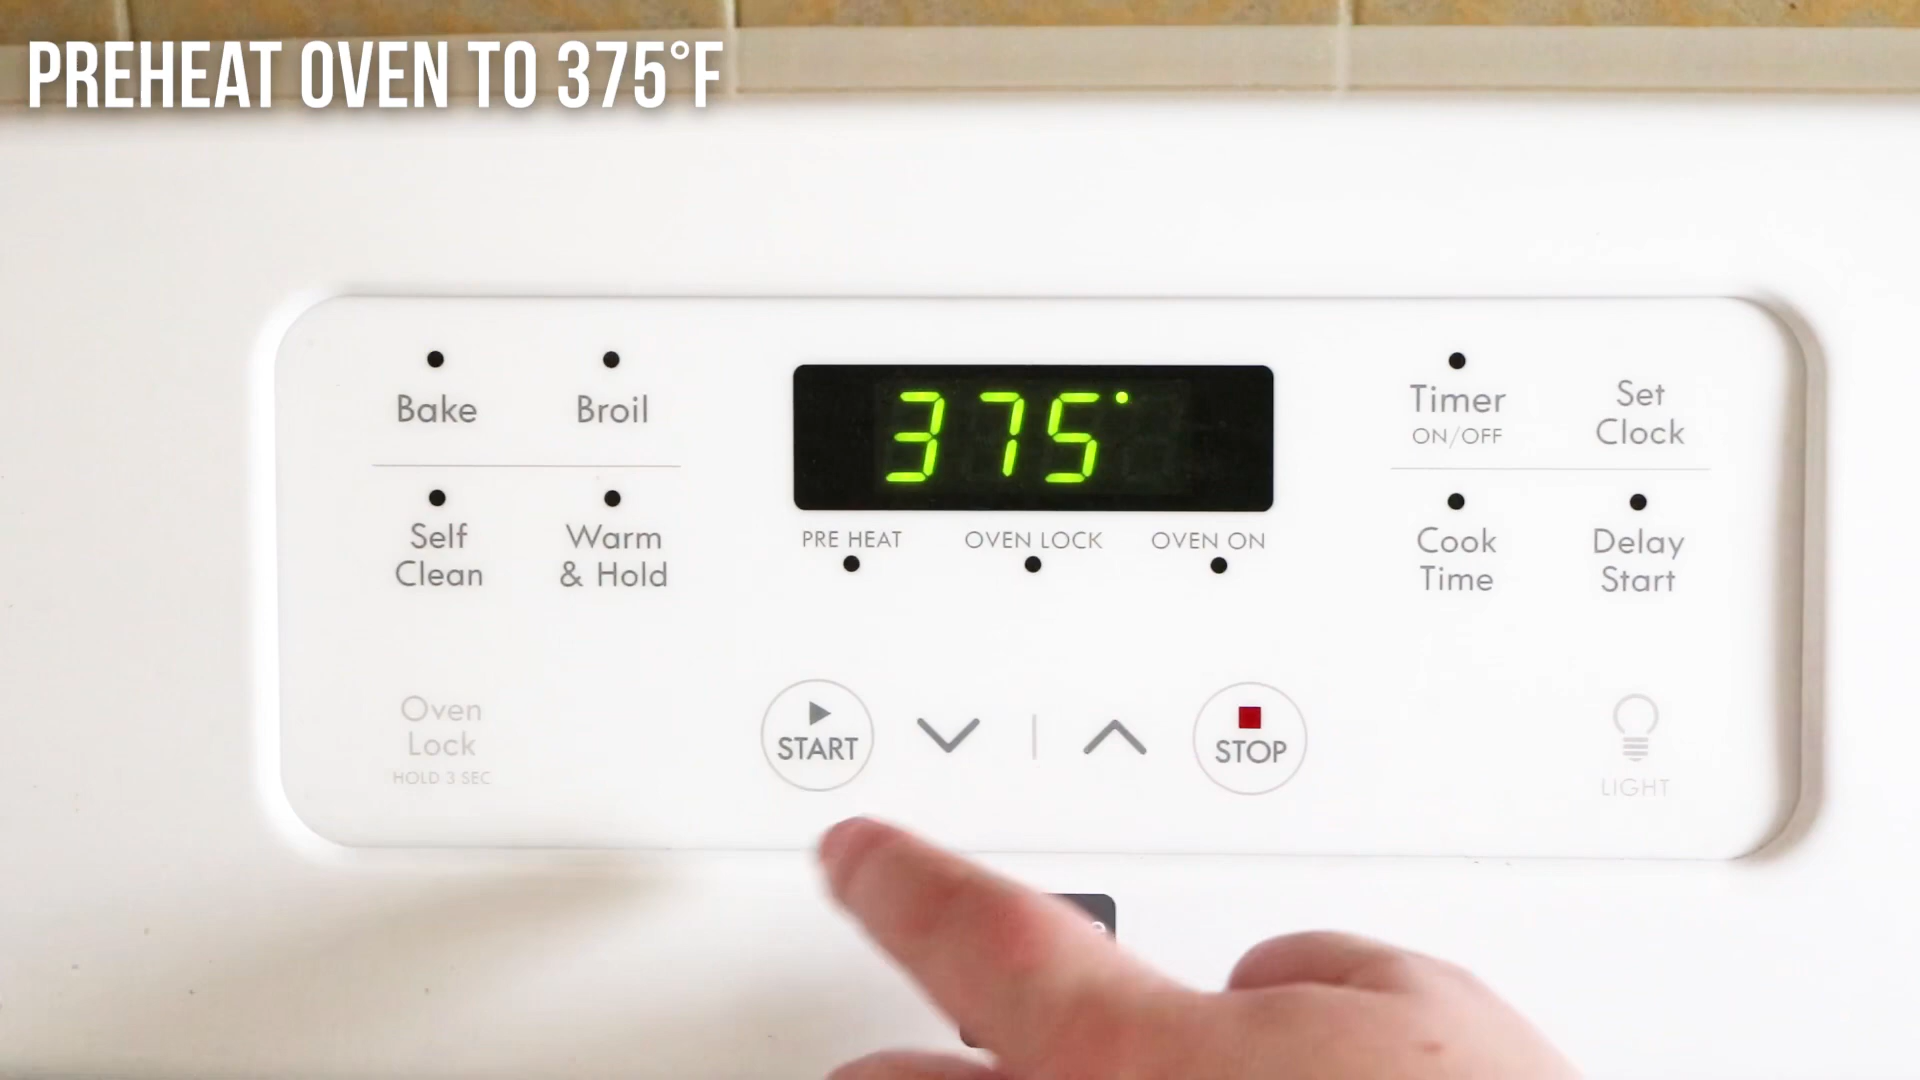 PREHEAT OVEN TO 375°F
Bake
Broil
375°
Timer
ON/OFF
Set
Clock
Self
Clean
Warm
& Hold
PRE HEAT
OVEN LOCK
OVEN ON
Cook
Time
Delay
Start
Oven
Lock
HOLD 3 SEC
START
STOP
LIGHT